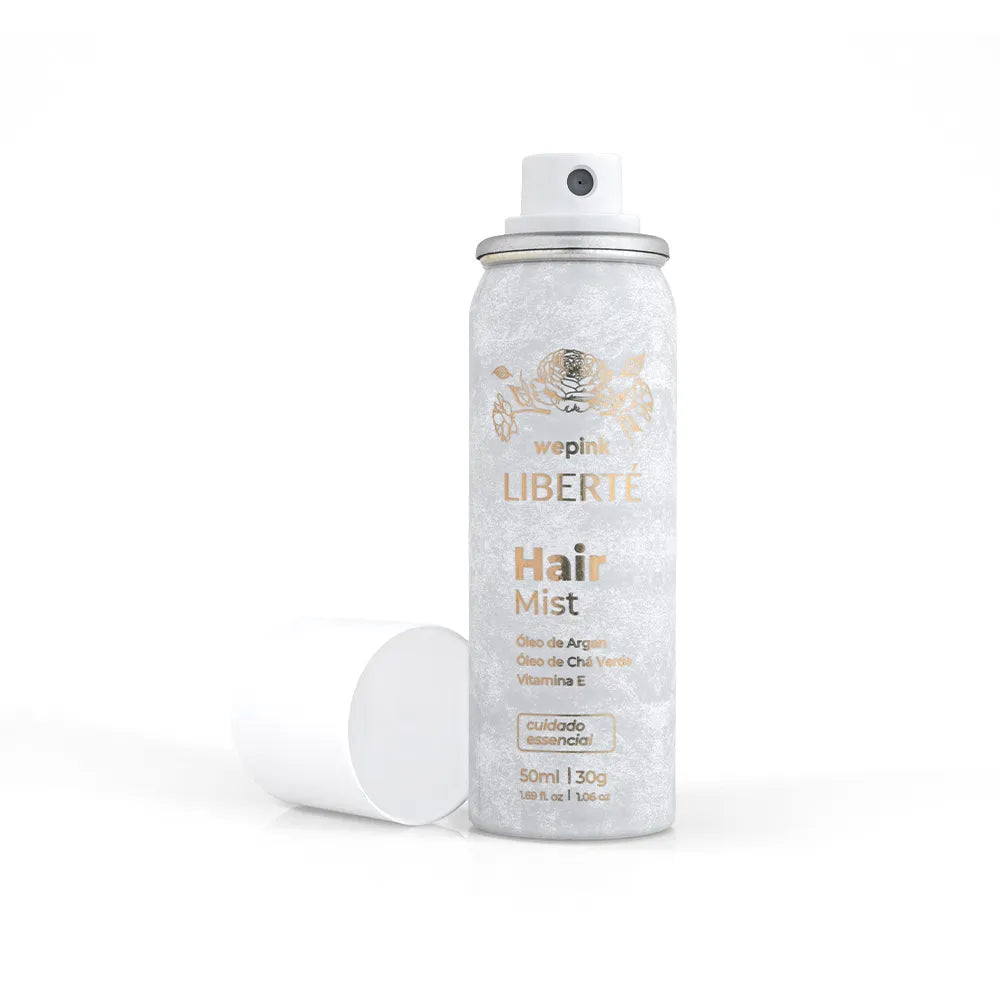 wepink
LIBERTÉ
Hair
Mist
Óleo de Argan
Óleo de Chá Verde
Vitamina E
cuidado
essencial
50ml | 30g
1.69 fl. oz | 1.06 oz